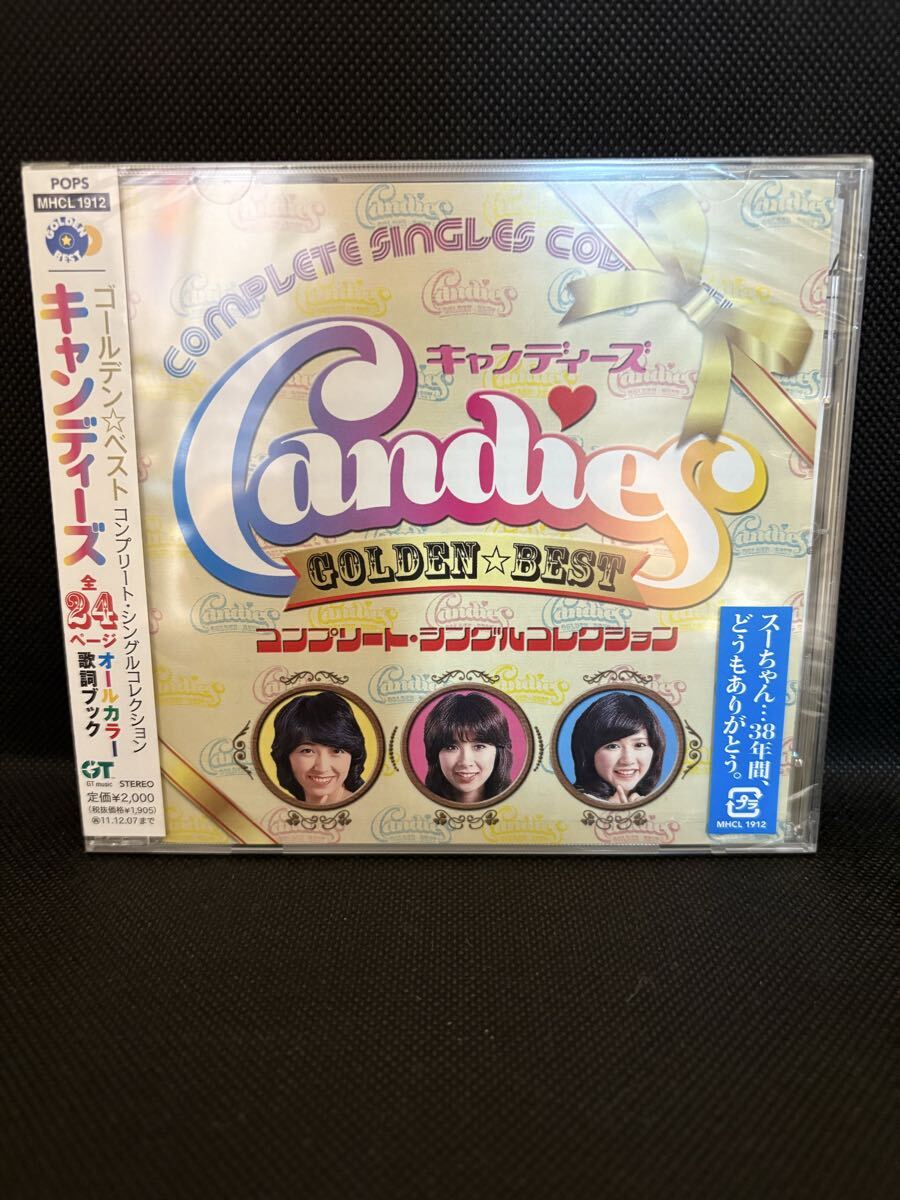 POPS
MHCL 1912
GOLDEN
BEST
ゴールデン☆ベスト コンプリート・シングルコレクション
キャンディーズ
全24ページオールカラー
歌詞ブック
GT
GT music STEREO
定価¥2,000
(税抜価格¥1,905)
11.12.07まで
COMPLETE SINGLES
キャンディーズ
Candies
GOLDEN☆BEST
コンプリート・シングルコレクション
スーちゃん…38年間、
どうもありがとう。
プラ
MHCL 1912